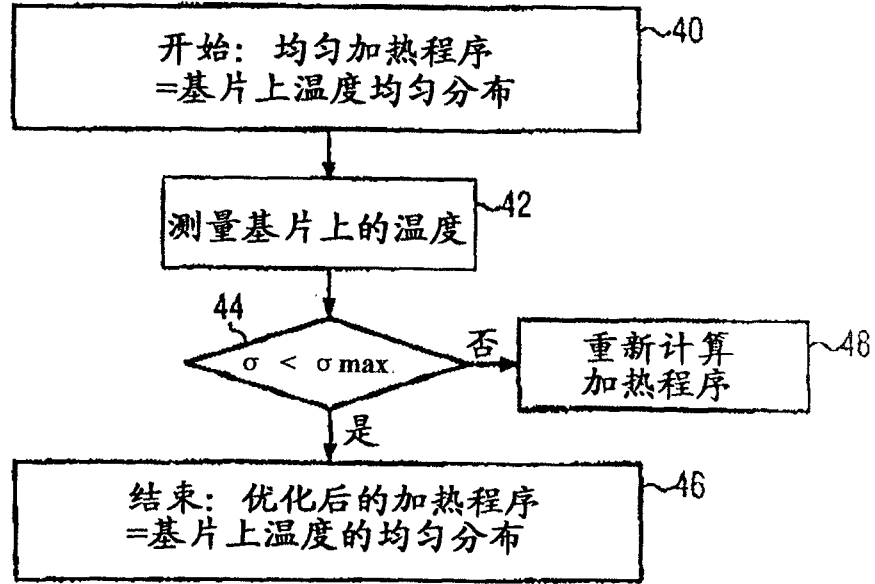 开始: 均匀加热程序
=基片上温度均匀分布
40
测量基片上的温度
42
44
σ < σ max.
否
重新计算
加热程序
48
是
结束: 优化后的加热程序
=基片上温度的均匀分布
46